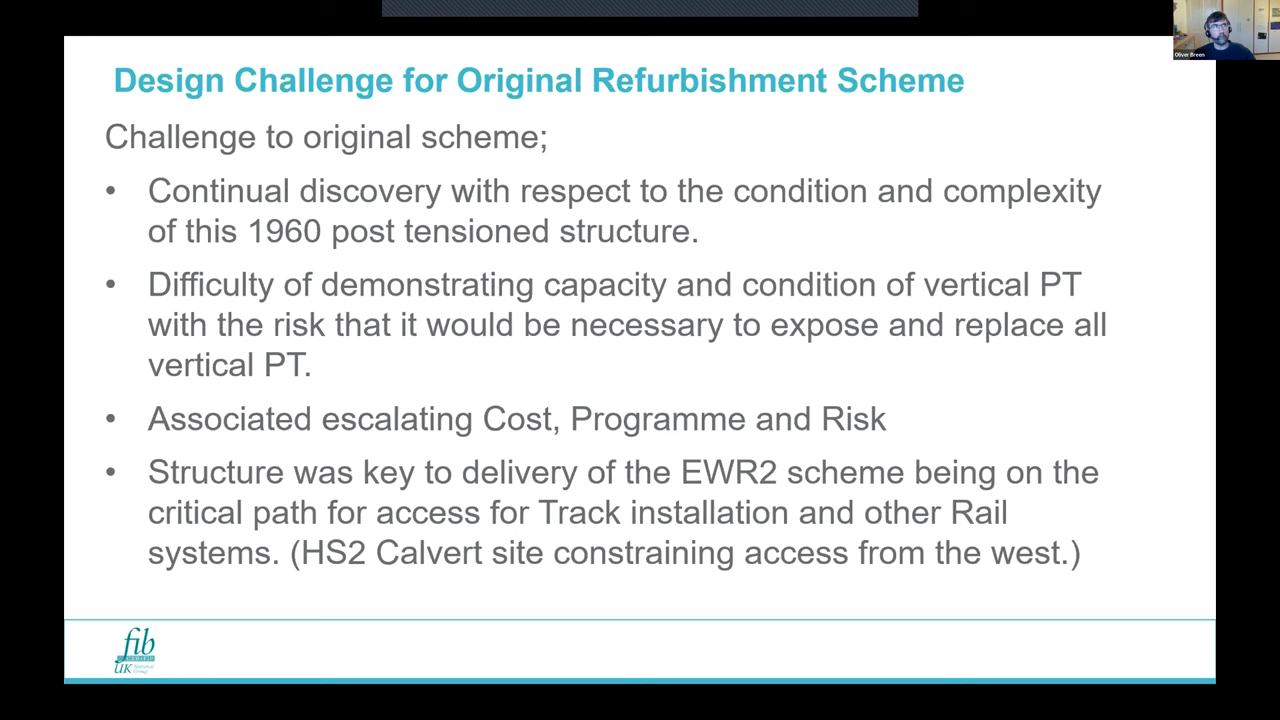 Oliver Breen
Design Challenge for Original Refurbishment Scheme
Challenge to original scheme;
• Continual discovery with respect to the condition and complexity
of this 1960 post tensioned structure.
• Difficulty of demonstrating capacity and condition of vertical PT
with the risk that it would be necessary to expose and replace all
vertical PT.
• Associated escalating Cost, Programme and Risk
• Structure was key to delivery of the EWR2 scheme being on the
critical path for access for Track installation and other Rail
systems. (HS2 Calvert site constraining access from the west.)
fib
UK